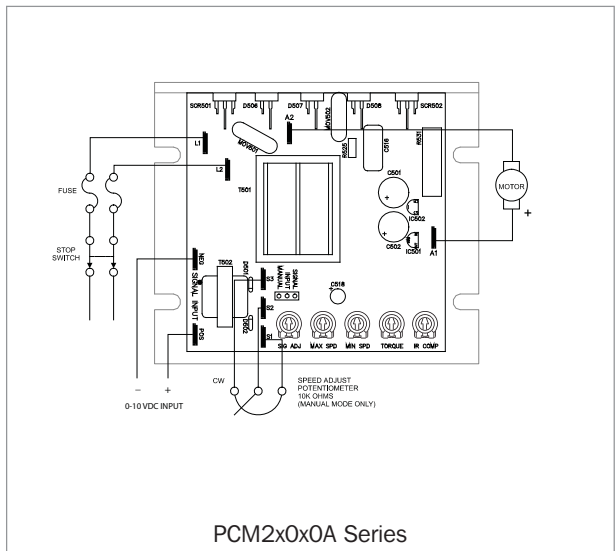 SCR501 D506 D507 D508 SCR502
A2
MOV502
MOV501
L1
R525
C516
R531
L2
FUSE
T501
C501
MOTOR
+
+
IC502
STOP
SWITCH
C502
IC501
+
A1
NEG
T502
S3
MANUAL
SIGNAL
INPUT
C518
+
SIGNAL INPUT
S2
D502
POS
S1
SIG ADJ MAX SPD MIN SPD TORQUE IR COMP
− +
CW
SPEED ADJUST
POTENTIOMETER
10K OHMS
(MANUAL MODE ONLY)
0-10 VDC INPUT
PCM2x0x0A Series